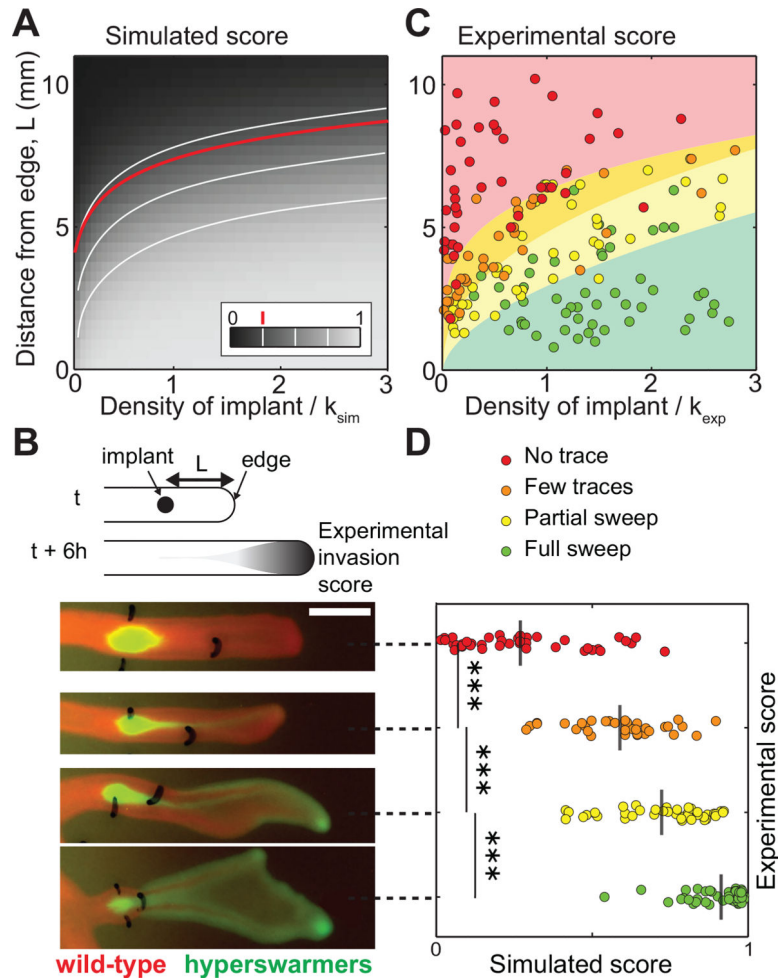 A
Simulated score
Distance from edge, L (mm)
10
5
0
0
1
2
3
0
1
Density of implant / k_sim
C
Experimental score
10
5
0
0
1
2
3
Density of implant / k_exp
B
implant
L
edge
t
t + 6h
Experimental
invasion
score
wild-type
hyperswarmers
D
No trace
Few traces
Partial sweep
Full sweep
***
***
***
0
1
Simulated score
Experimental score